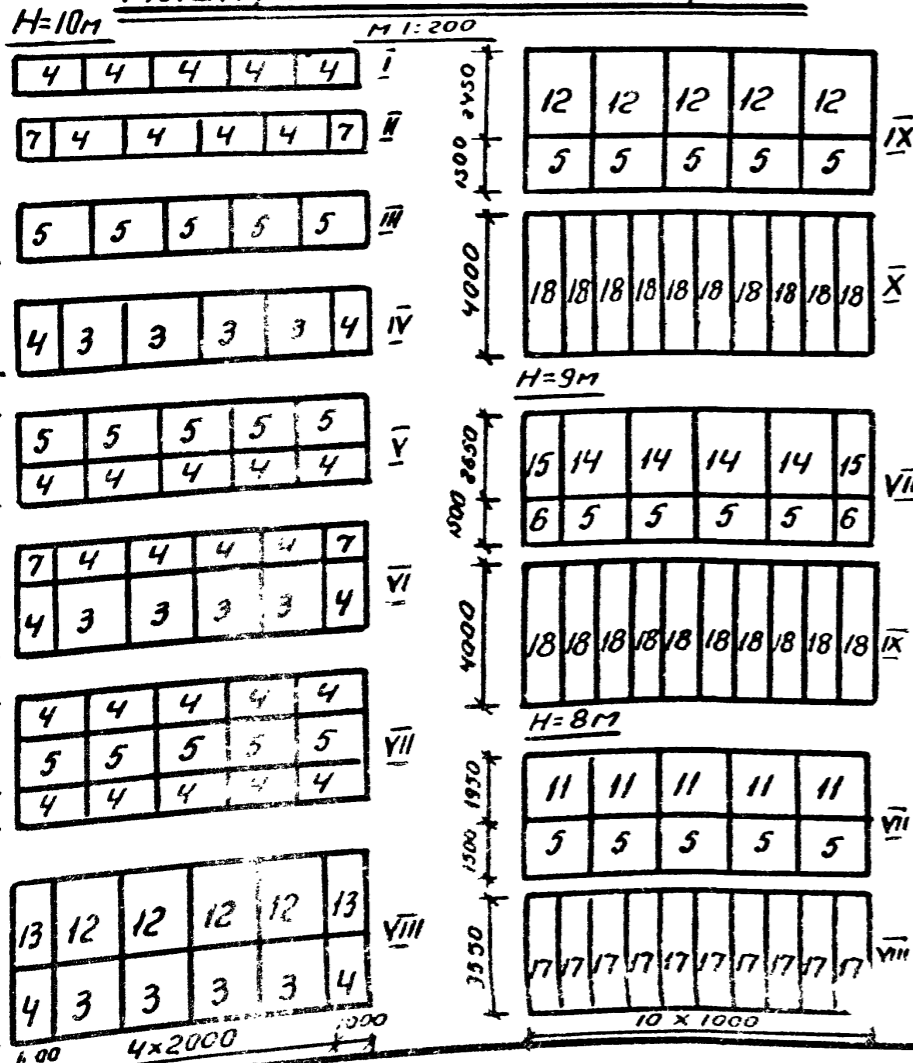 H=10м
М 1:200
4 4 4 4 4 I
7 4 4 4 4 7 II
5 5 5 5 5 III
4 3 3 3 3 4 IV
5 5 5 5 5
4 4 4 4 4 V
7 4 4 4 4 7
4 3 3 3 3 4 VI
4 4 4 4 4
5 5 5 5 5 VII
4 4 4 4 4
13 12 12 12 12 13 VIII
4 3 3 3 3 4
4×2000
2450 12 12 12 12 12 IX
1500 5 5 5 5 5
4000 18 18 18 18 18 18 18 18 18 18 X
H=9м
2650 15 14 14 14 14 15
1500 6 5 5 5 5 6
4000 18 18 18 18 18 18 18 18 18 18 IX
H=8м
1950 11 11 11 11 11
1500 5 5 5 5 5 VII
3550 17 17 17 17 17 17 17 17 17 17 VIII
10 × 1000